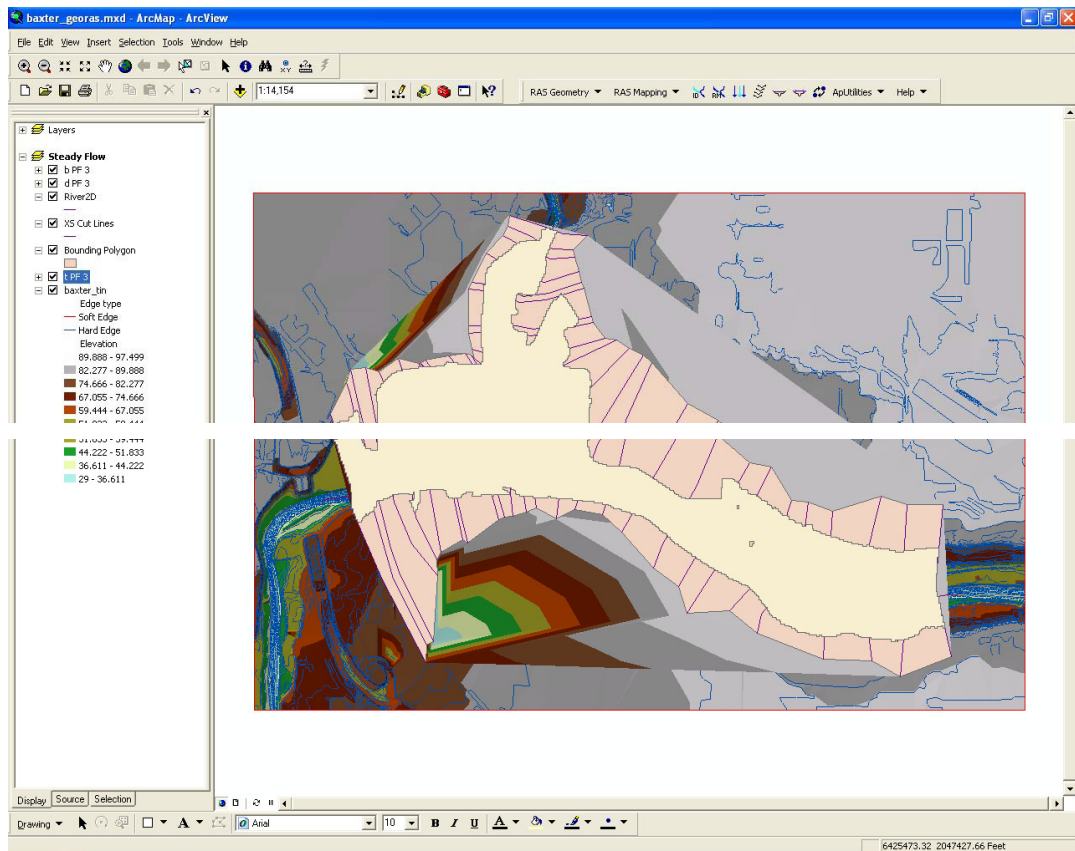 baxter_georas.mxd - ArcMap - ArcView
File Edit View Insert Selection Tools Window Help
1:14,154 RAS Geometry RAS Mapping ApUtilities Help
Layers
Steady Flow
b PF 3
d PF 3
River2D
XS Cut Lines
Bounding Polygon
t PF 3
baxter_tin
Edge type
Soft Edge
Hard Edge
Elevation
89.888 - 97.499
82.277 - 89.888
74.666 - 82.277
67.055 - 74.666
59.444 - 67.055
44.222 - 51.833
36.611 - 44.222
29 - 36.611
Display Source Selection
Drawing A Arial 10 B I U A
6425473.32 2047427.66 Feet